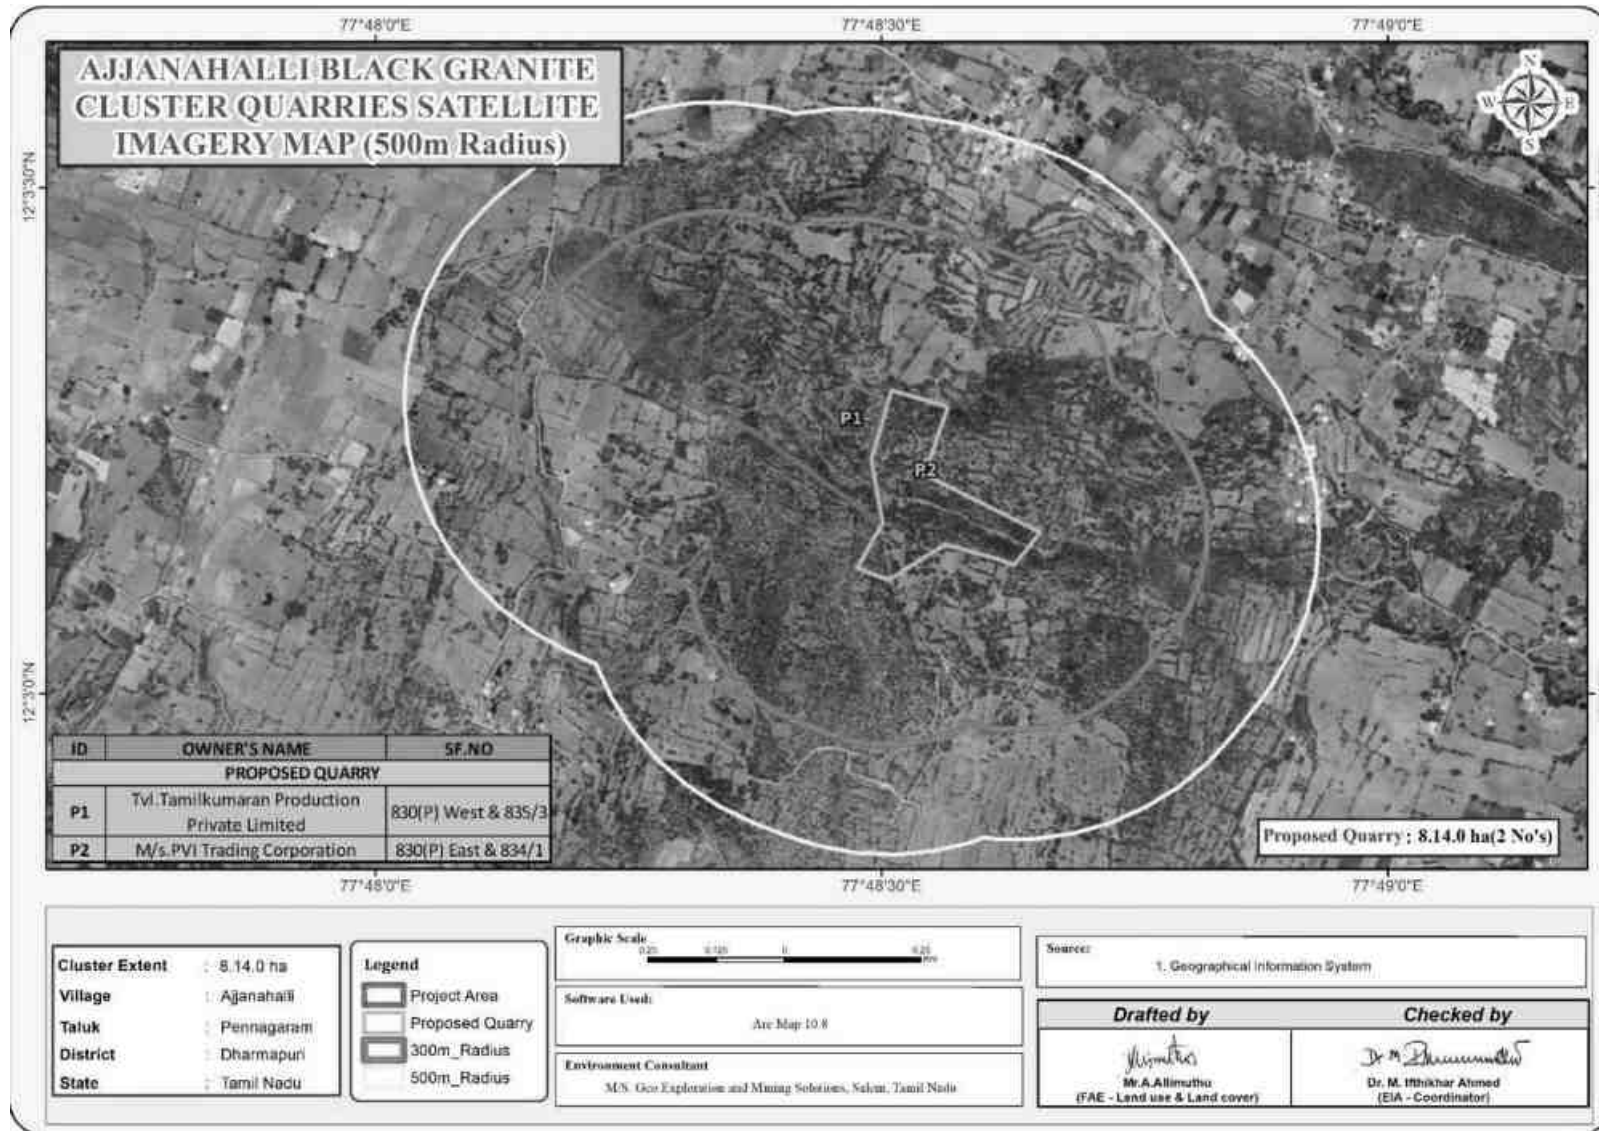 77°48'0"E 77°48'30"E 77°49'0"E
AJJANAHALLI BLACK GRANITE
CLUSTER QUARRIES SATELLITE
IMAGERY MAP (500m Radius)
N
W E
S
12°3'30"N
P1
P2
12°3'0"N
ID OWNER'S NAME SF.NO
PROPOSED QUARRY
P1 Tvl.Tamilkumaran Production Private Limited 830(P) West & 835/3
P2 M/s.PVI Trading Corporation 830(P) East & 834/1
Proposed Quarry : 8.14.0 ha(2 No's)
77°48'0"E 77°48'30"E 77°49'0"E
Cluster Extent : 8.14.0 ha
Village : Ajjanahalli
Taluk : Pennagaram
District : Dharmapuri
State : Tamil Nadu
Legend
Project Area
Proposed Quarry
300m_Radius
500m_Radius
Graphic Scale
0.25 0.125 0 0.25
Software Used:
Arc Map 10.8
Environment Consultant
M/S. Geo Exploration and Mining Solutions, Salem, Tamil Nadu
Source:
1. Geographical Information System
Drafted by
Mr.A.Allimuthu
(FAE - Land use & Land cover)
Checked by
Dr. M. Ifthikhar Ahmed
(EIA - Coordinator)